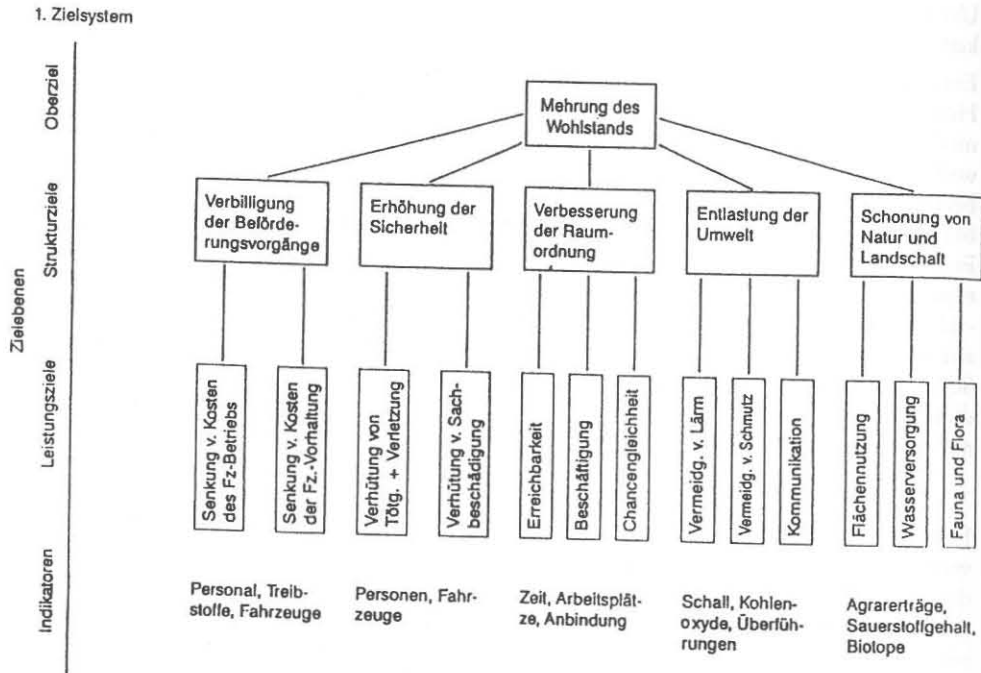 1. Zielsystem
Zielebenen
Oberziel
Mehrung des
Wohlstands
Strukturziele
Verbilligung
der Beförde-
rungsvorgänge
Erhöhung der
Sicherheit
Verbesserung
der Raum-
ordnung
Entlastung der
Umwelt
Schonung von
Natur und
Landschaft
Leistungsziele
Senkung v. Kosten
des Fz-Betriebs
Senkung v. Kosten
der Fz.-Vorhaltung
Verhütung von
Tötg. + Verletzung
Verhütung v. Sach-
beschädigung
Erreichbarkeit
Beschäftigung
Chancengleichheit
Vermeidg. v. Lärm
Vermeidg. v. Schmutz
Kommunikation
Flächennutzung
Wasserversorgung
Fauna und Flora
Indikatoren
Personal, Treib-
stoffe, Fahrzeuge
Personen, Fahr-
zeuge
Zeit, Arbeitsplät-
ze, Anbindung
Schall, Kohlen-
oxyde, Überfüh-
rungen
Agrarerträge,
Sauerstoffgehalt,
Biotope